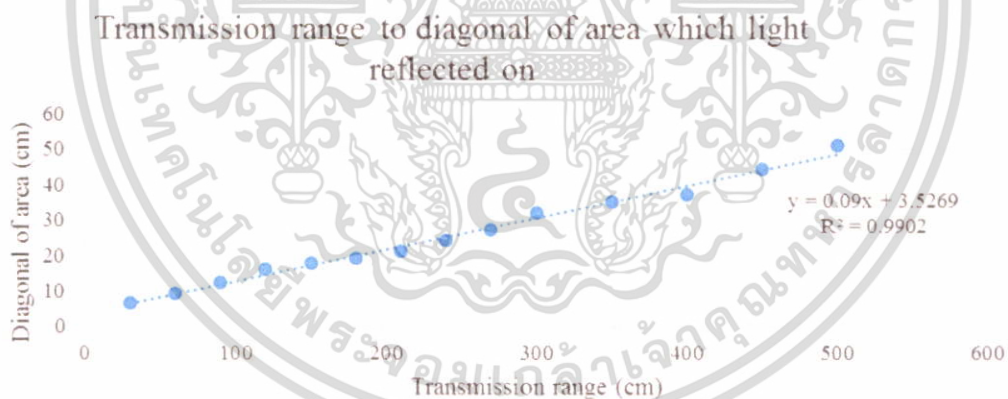 Transmission range to diagonal of area which light
reflected on
Diagonal of area (cm)
60
50
40
30
20
10
0
y = 0.09x + 3.5269
R² = 0.9902
0 100 200 300 400 500 600
Transmission range (cm)